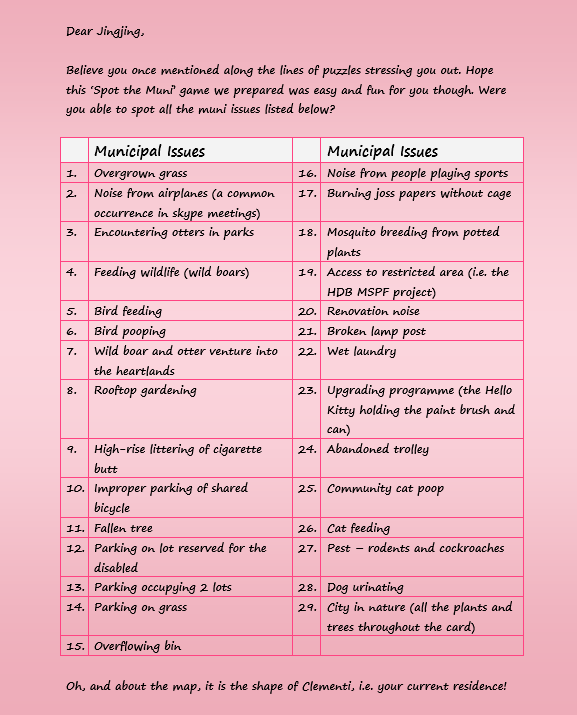 Dear Jingjing,
Believe you once mentioned along the lines of puzzles stressing you out. Hope
this ‘Spot the Muni’ game we prepared was easy and fun for you though. Were
you able to spot all the muni issues listed below?
Municipal Issues
1. Overgrown grass
2. Noise from airplanes (a common
occurrence in skype meetings)
3. Encountering otters in parks
4. Feeding wildlife (wild boars)
5. Bird feeding
6. Bird pooping
7. Wild boar and otter venture into
the heartlands
8. Rooftop gardening
9. High-rise littering of cigarette
butt
10. Improper parking of shared
bicycle
11. Fallen tree
12. Parking on lot reserved for the
disabled
13. Parking occupying 2 lots
14. Parking on grass
15. Overflowing bin
Municipal Issues
16. Noise from people playing sports
17. Burning joss papers without cage
18. Mosquito breeding from potted
plants
19. Access to restricted area (i.e. the
HDB MSPF project)
20. Renovation noise
21. Broken lamp post
22. Wet laundry
23. Upgrading programme (the Hello
Kitty holding the paint brush and
can)
24. Abandoned trolley
25. Community cat poop
26. Cat feeding
27. Pest – rodents and cockroaches
28. Dog urinating
29. City in nature (all the plants and
trees throughout the card)
Oh, and about the map, it is the shape of Clementi, i.e. your current residence!